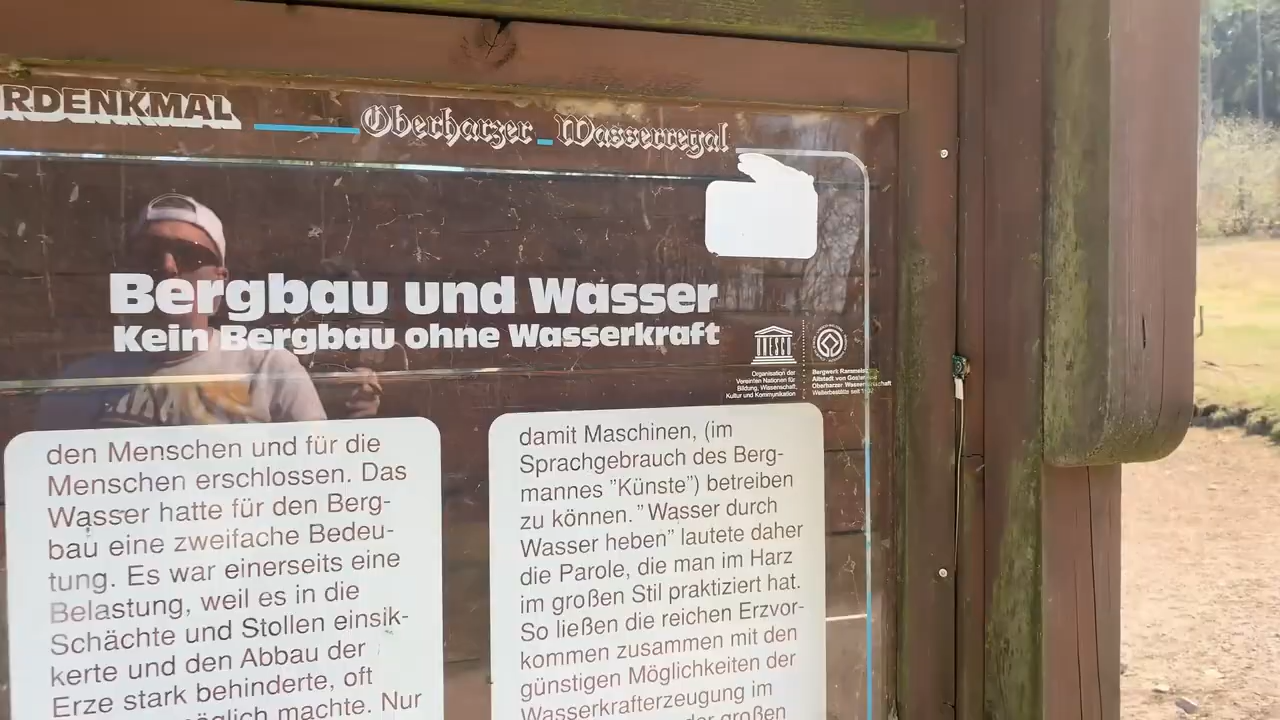 RDENKMAL Oberharzer Wasserregal
Bergbau und Wasser
Kein Bergbau ohne Wasserkraft
UNESCO
Organisation der
Vereinten Nationen für
Bildung, Wissenschaft,
Kultur und Kommunikation
Bergwerk Rammelsberg
Altstadt von Goslar und
Oberharzer Wasserwirtschaft
Welterbestätte seit
den Menschen und für die
Menschen erschlossen. Das
Wasser hatte für den Berg-
bau eine zweifache Bedeu-
tung. Es war einerseits eine
Belastung, weil es in die
Schächte und Stollen einsik-
kerte und den Abbau der
Erze stark behinderte, oft
machte. Nur
damit Maschinen, (im
Sprachgebrauch des Berg-
mannes "Künste") betreiben
zu können. "Wasser durch
Wasser heben" lautete daher
die Parole, die man im Harz
im großen Stil praktiziert hat.
So ließen die reichen Erzvor-
kommen zusammen mit den
günstigen Möglichkeiten der
Wasserkrafterzeugung im
der großen